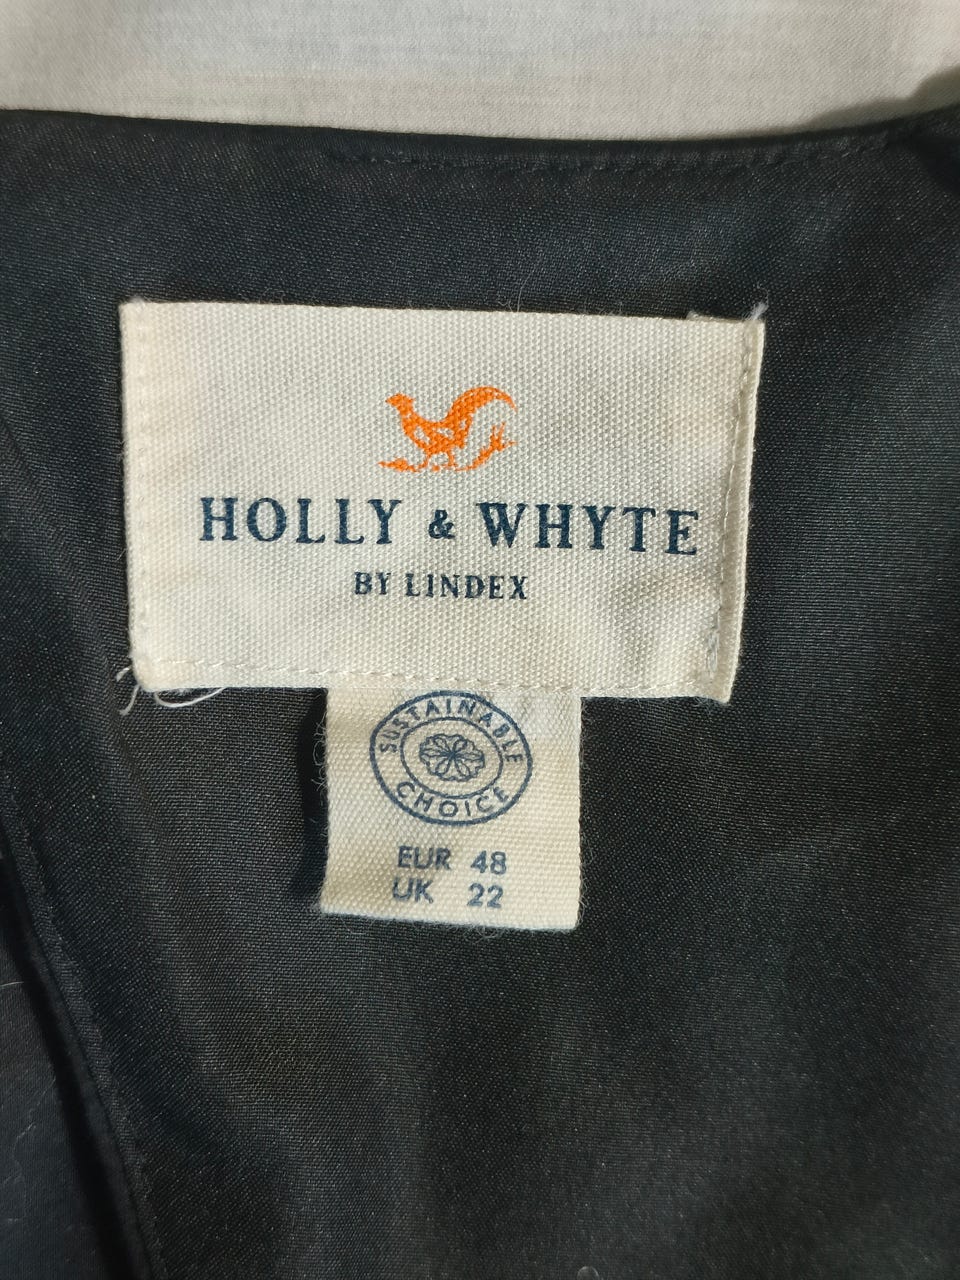 HOLLY & WHYTE
BY LINDEX
SUSTAINABLE
CHOICE
EUR 48
UK 22